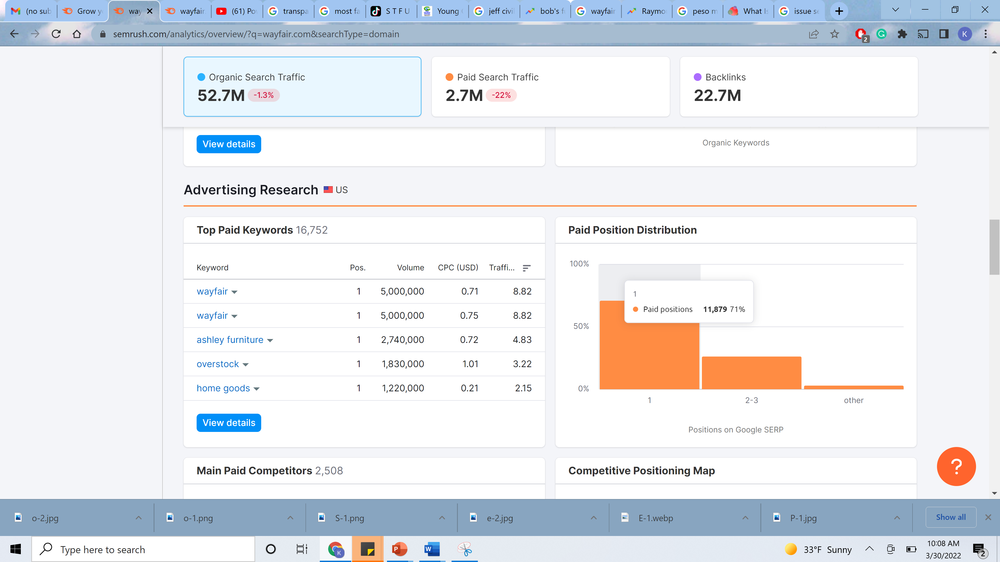 (no sub
Grow y
way
wayfair
(61) Po
transpa
most fa
S T F U
Young
jeff civil
bob's f
wayfair
Raymo
peso m
What Is
issue se
semrush.com/analytics/overview/?q=wayfair.com&searchType=domain
2
K
Organic Search Traffic
52.7M -1.3%
Paid Search Traffic
2.7M -22%
Backlinks
22.7M
View details
Organic Keywords
Advertising Research US
Top Paid Keywords 16,752
Keyword Pos. Volume CPC (USD) Traffi...
wayfair 1 5,000,000 0.71 8.82
wayfair 1 5,000,000 0.75 8.82
ashley furniture 1 2,740,000 0.72 4.83
overstock 1 1,830,000 1.01 3.22
home goods 1 1,220,000 0.21 2.15
View details
Paid Position Distribution
100%
1
Paid positions 11,879 71%
50%
0%
1 2-3 other
Positions on Google SERP
Main Paid Competitors 2,508
Competitive Positioning Map
?
o-2.jpg
o-1.png
S-1.png
e-2.jpg
E-1.webp
P-1.jpg
Show all
Type here to search
K
P
W
33°F Sunny
10:08 AM
3/30/2022
2